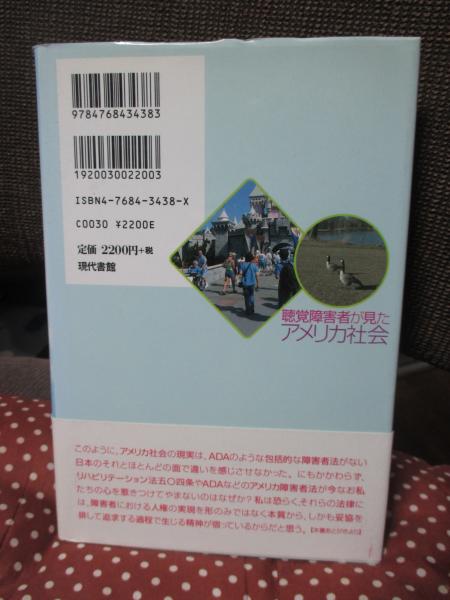 9784768434383
1920030022003
ISBN4-7684-3438-X
C0030 ¥2200E
定価 2200円+税
現代書館
聴覚障害者が見た
アメリカ社会
このように、アメリカ社会の現実は、ADAのような包括的な障害者法がない
日本のそれとほとんどの面で違いを感じさせなかった。にもかかわらず、
リハビリテーション法五〇四条やADAなどのアメリカ障害者法が今なお私
たちの心を惹きつけてやまないのはなぜか?私は恐らく、それらの法律に
は、障害者における人権の実現を形のみではなく本質から、しかも妥協を
排して追求する過程で生じる精神が宿っているからだと思う。【本書あとがきより】